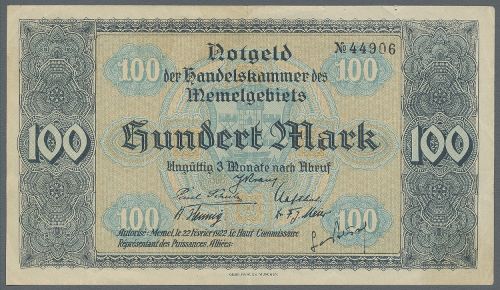 Notgeld
№ 44906
100
100
der Handelskammer des
Memelgebiets
100
Hundert Mark
100
Ungültig 3 Monate nach Abruf
100
100
Autorisé: Memel, le 22 Février 1922. Le Haut-Commissaire
Représentant des Puissances Alliées: